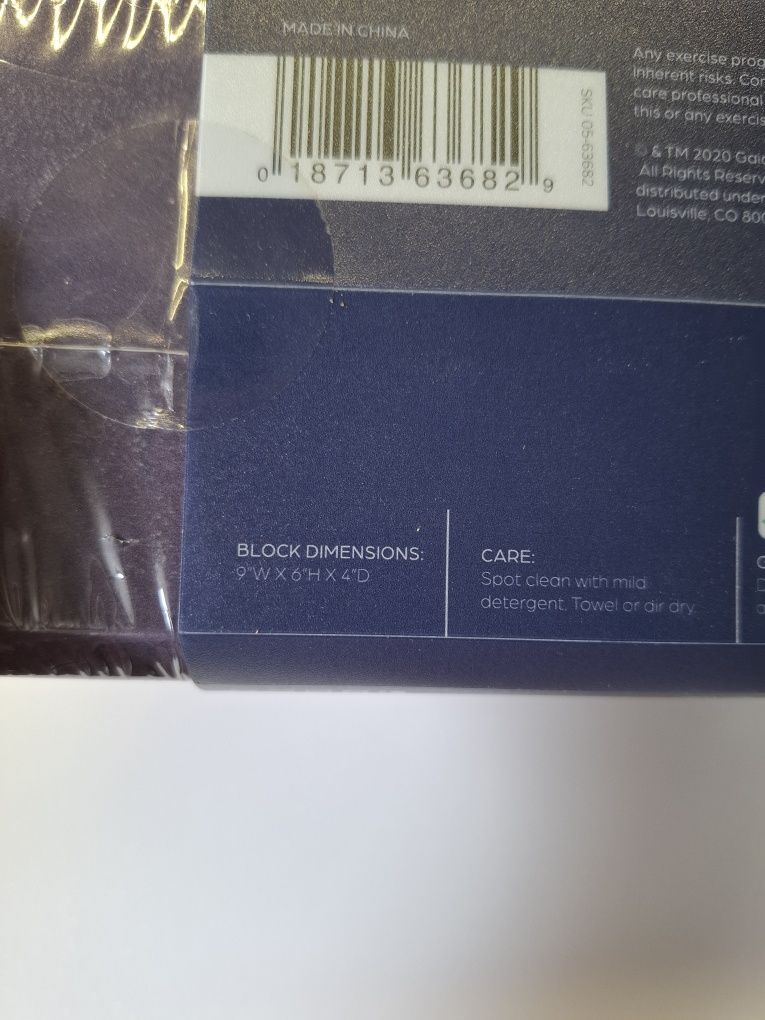 MADE IN CHINA
SKU 05-63682
0 18713 63682 9
Any exercise prog
inherent risks. Con
care professional
this or any exercis
© & TM 2020 Gaia
All Rights Reserv
distributed under
Louisville, CO 800
BLOCK DIMENSIONS:
9"W X 6"H X 4"D
CARE:
Spot clean with mild
detergent. Towel or air dry.